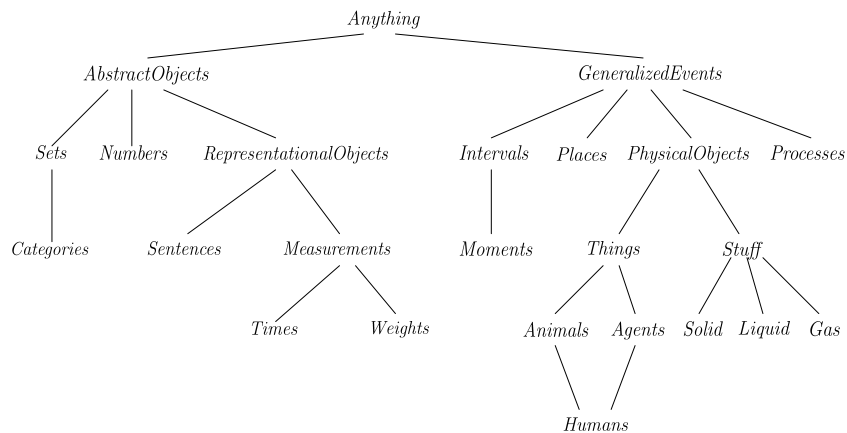 Anything
AbstractObjects GeneralizedEvents
Sets Numbers RepresentationalObjects Intervals Places PhysicalObjects Processes
Categories Sentences Measurements Moments Things Stuff
Times Weights Animals Agents Solid Liquid Gas
Humans